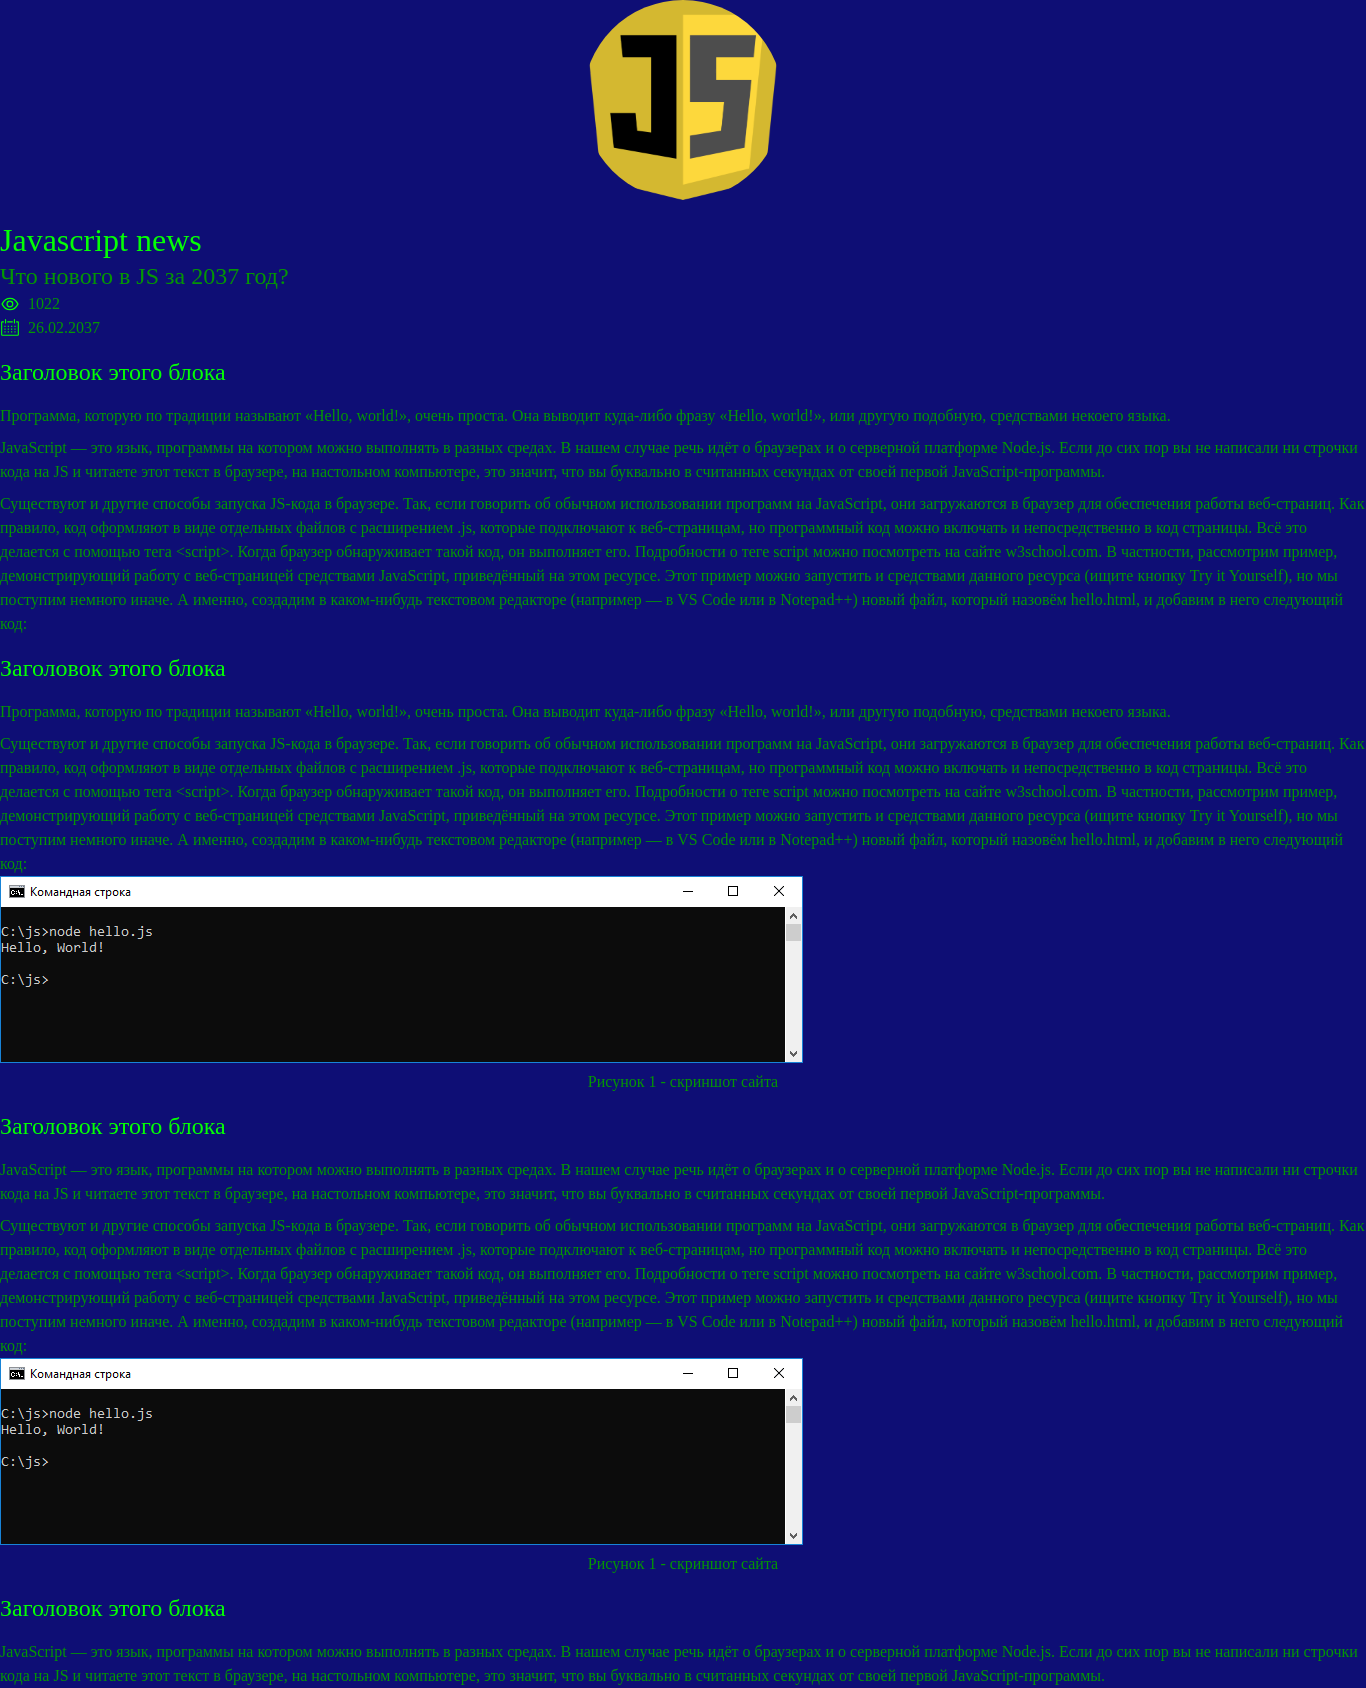 JS
Javascript news
Что нового в JS за 2037 год?
1022
26.02.2037
Заголовок этого блока
Программа, которую по традиции называют «Hello, world!», очень проста. Она выводит куда-либо фразу «Hello, world!», или другую подобную, средствами некоего языка.
JavaScript — это язык, программы на котором можно выполнять в разных средах. В нашем случае речь идёт о браузерах и о серверной платформе Node.js. Если до сих пор вы не написали ни строчки
кода на JS и читаете этот текст в браузере, на настольном компьютере, это значит, что вы буквально в считанных секундах от своей первой JavaScript-программы.
Существуют и другие способы запуска JS-кода в браузере. Так, если говорить об обычном использовании программ на JavaScript, они загружаются в браузер для обеспечения работы веб-страниц. Как
правило, код оформляют в виде отдельных файлов с расширением .js, которые подключают к веб-страницам, но программный код можно включать и непосредственно в код страницы. Всё это
делается с помощью тега <script>. Когда браузер обнаруживает такой код, он выполняет его. Подробности о теге script можно посмотреть на сайте w3school.com. В частности, рассмотрим пример,
демонстрирующий работу с веб-страницей средствами JavaScript, приведённый на этом ресурсе. Этот пример можно запустить и средствами данного ресурса (ищите кнопку Try it Yourself), но мы
поступим немного иначе. А именно, создадим в каком-нибудь текстовом редакторе (например — в VS Code или в Notepad++) новый файл, который назовём hello.html, и добавим в него следующий
код:
Заголовок этого блока
Программа, которую по традиции называют «Hello, world!», очень проста. Она выводит куда-либо фразу «Hello, world!», или другую подобную, средствами некоего языка.
Существуют и другие способы запуска JS-кода в браузере. Так, если говорить об обычном использовании программ на JavaScript, они загружаются в браузер для обеспечения работы веб-страниц. Как
правило, код оформляют в виде отдельных файлов с расширением .js, которые подключают к веб-страницам, но программный код можно включать и непосредственно в код страницы. Всё это
делается с помощью тега <script>. Когда браузер обнаруживает такой код, он выполняет его. Подробности о теге script можно посмотреть на сайте w3school.com. В частности, рассмотрим пример,
демонстрирующий работу с веб-страницей средствами JavaScript, приведённый на этом ресурсе. Этот пример можно запустить и средствами данного ресурса (ищите кнопку Try it Yourself), но мы
поступим немного иначе. А именно, создадим в каком-нибудь текстовом редакторе (например — в VS Code или в Notepad++) новый файл, который назовём hello.html, и добавим в него следующий
код:
Командная строка
C:\js>node hello.js
Hello, World!
C:\js>
Рисунок 1 - скриншот сайта
Заголовок этого блока
JavaScript — это язык, программы на котором можно выполнять в разных средах. В нашем случае речь идёт о браузерах и о серверной платформе Node.js. Если до сих пор вы не написали ни строчки
кода на JS и читаете этот текст в браузере, на настольном компьютере, это значит, что вы буквально в считанных секундах от своей первой JavaScript-программы.
Существуют и другие способы запуска JS-кода в браузере. Так, если говорить об обычном использовании программ на JavaScript, они загружаются в браузер для обеспечения работы веб-страниц. Как
правило, код оформляют в виде отдельных файлов с расширением .js, которые подключают к веб-страницам, но программный код можно включать и непосредственно в код страницы. Всё это
делается с помощью тега <script>. Когда браузер обнаруживает такой код, он выполняет его. Подробности о теге script можно посмотреть на сайте w3school.com. В частности, рассмотрим пример,
демонстрирующий работу с веб-страницей средствами JavaScript, приведённый на этом ресурсе. Этот пример можно запустить и средствами данного ресурса (ищите кнопку Try it Yourself), но мы
поступим немного иначе. А именно, создадим в каком-нибудь текстовом редакторе (например — в VS Code или в Notepad++) новый файл, который назовём hello.html, и добавим в него следующий
код:
Командная строка
C:\js>node hello.js
Hello, World!
C:\js>
Рисунок 1 - скриншот сайта
Заголовок этого блока
JavaScript — это язык, программы на котором можно выполнять в разных средах. В нашем случае речь идёт о браузерах и о серверной платформе Node.js. Если до сих пор вы не написали ни строчки
кода на JS и читаете этот текст в браузере, на настольном компьютере, это значит, что вы буквально в считанных секундах от своей первой JavaScript-программы.